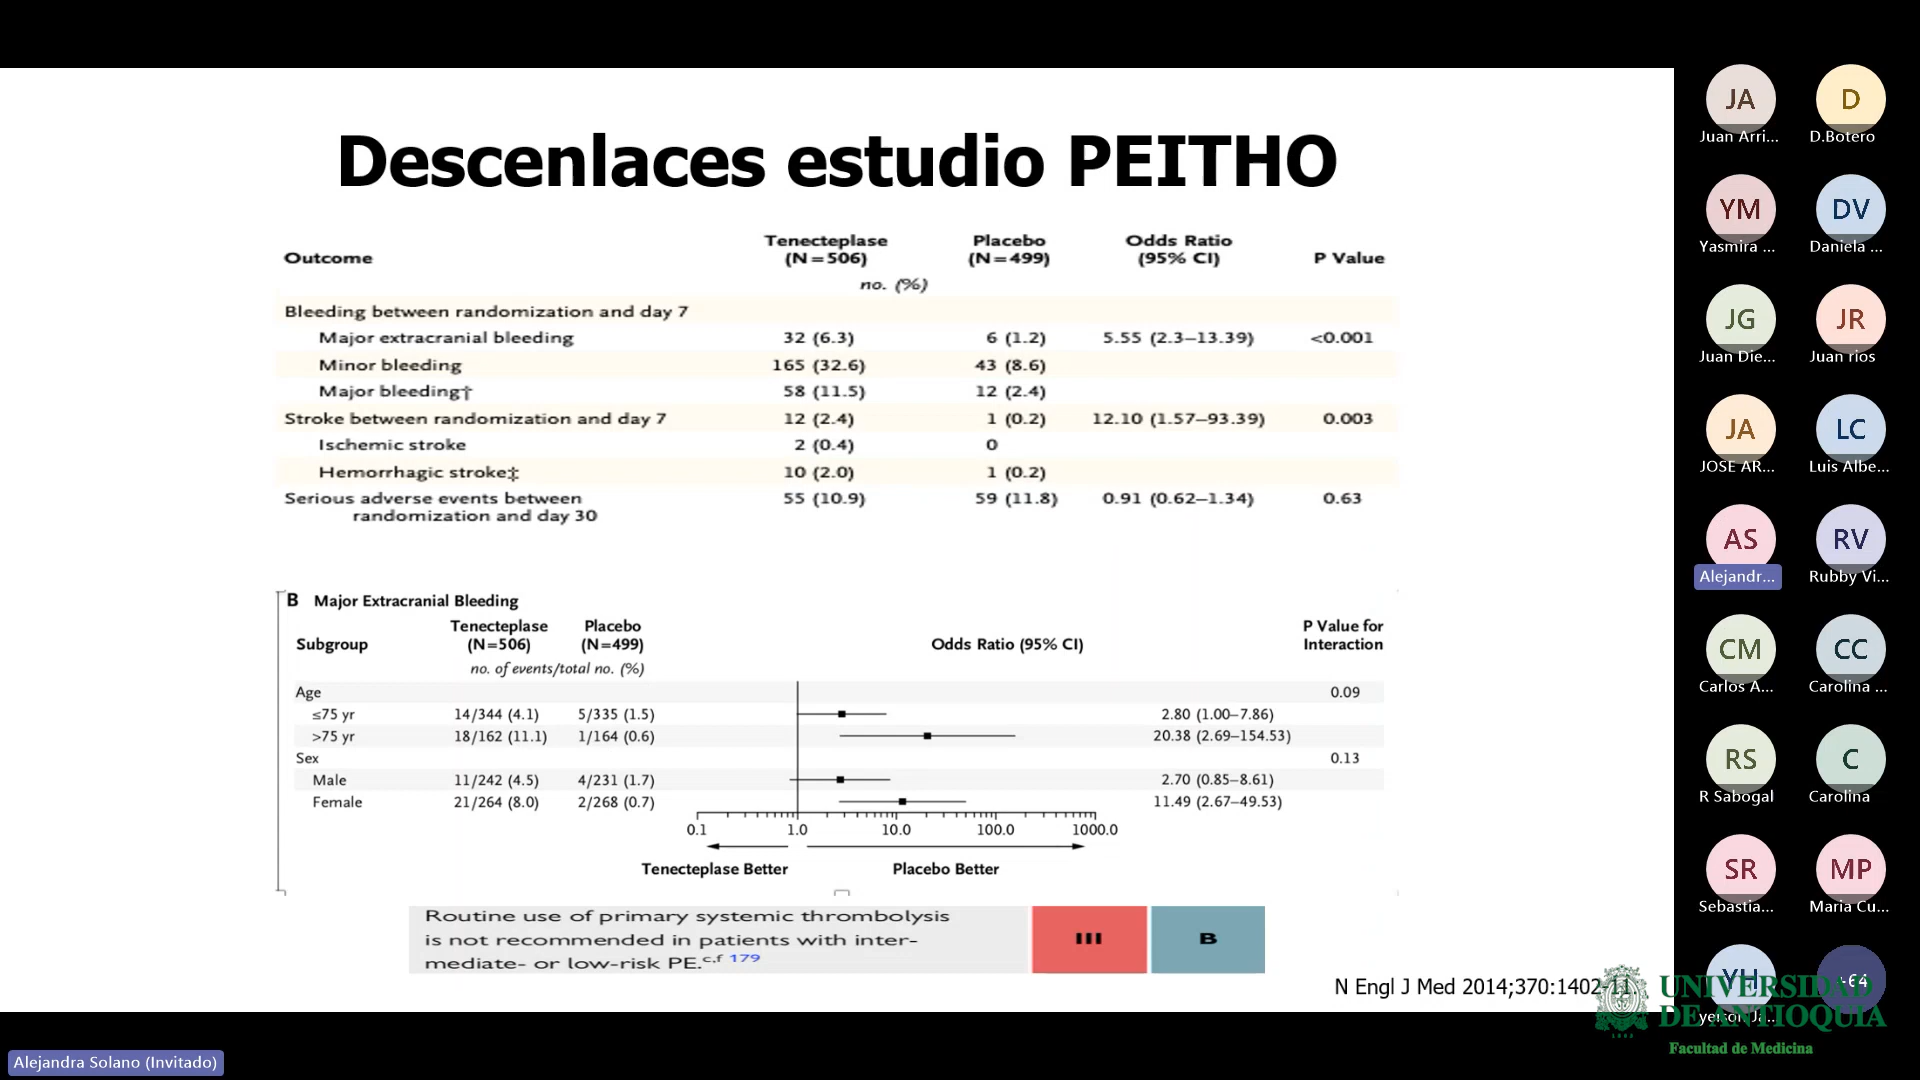 Descenlaces estudio PEITHO
Outcome Tenecteplase (N=506) Placebo (N=499) Odds Ratio (95% CI) P Value
no. (%)
Bleeding between randomization and day 7
Major extracranial bleeding 32 (6.3) 6 (1.2) 5.55 (2.3–13.39) <0.001
Minor bleeding 165 (32.6) 43 (8.6)
Major bleeding† 58 (11.5) 12 (2.4)
Stroke between randomization and day 7 12 (2.4) 1 (0.2) 12.10 (1.57–93.39) 0.003
Ischemic stroke 2 (0.4) 0
Hemorrhagic stroke‡ 10 (2.0) 1 (0.2)
Serious adverse events between 55 (10.9) 59 (11.8) 0.91 (0.62–1.34) 0.63
randomization and day 30
B Major Extracranial Bleeding
Subgroup Tenecteplase (N=506) Placebo (N=499) Odds Ratio (95% CI) P Value for Interaction
no. of events/total no. (%)
Age 0.09
≤75 yr 14/344 (4.1) 5/335 (1.5) 2.80 (1.00–7.86)
>75 yr 18/162 (11.1) 1/164 (0.6) 20.38 (2.69–154.53)
Sex 0.13
Male 11/242 (4.5) 4/231 (1.7) 2.70 (0.85–8.61)
Female 21/264 (8.0) 2/268 (0.7) 11.49 (2.67–49.53)
0.1 1.0 10.0 100.0 1000.0
Tenecteplase Better Placebo Better
Routine use of primary systemic thrombolysis
is not recommended in patients with inter-
mediate- or low-risk PE.c,f 179
III B
N Engl J Med 2014;370:1402-11.
JA D
Juan Arri... D.Botero
YM DV
Yasmira ... Daniela ...
JG JR
Juan Die... Juan rios
JA LC
JOSE AR... Luis Albe...
AS RV
Alejandr... Rubby Vi...
CM CC
Carlos A... Carolina ...
RS C
R Sabogal Carolina
SR MP
Sebastia... Maria Cu...
YH +64
UNIVERSIDAD
DE ANTIOQUIA
Facultad de Medicina
Alejandra Solano (Invitado)